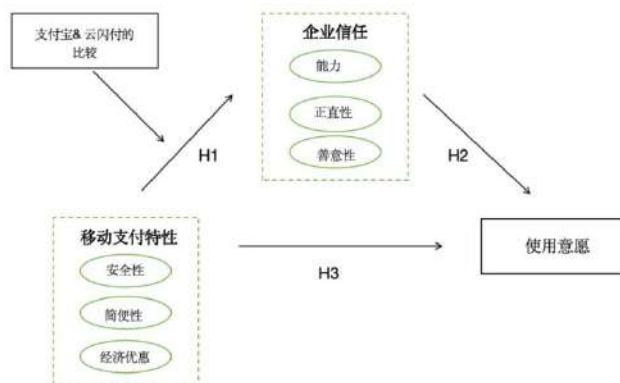 支付宝& 云闪付的
比较
企业信任
能力
正直性
善意性
H1
H2
移动支付特性
安全性
简便性
经济优惠
H3
使用意愿